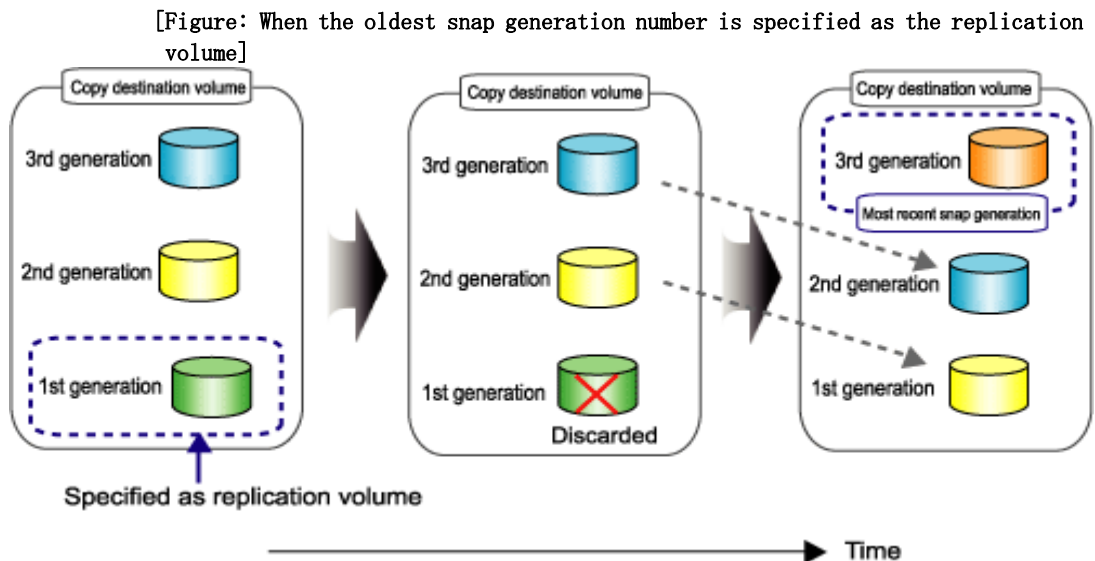 [Figure: When the oldest snap generation number is specified as the replication
volume]
Copy destination volume
3rd generation
2nd generation
1st generation
Specified as replication volume
Copy destination volume
3rd generation
2nd generation
1st generation
Discarded
Copy destination volume
3rd generation
Most recent snap generation
2nd generation
1st generation
Time